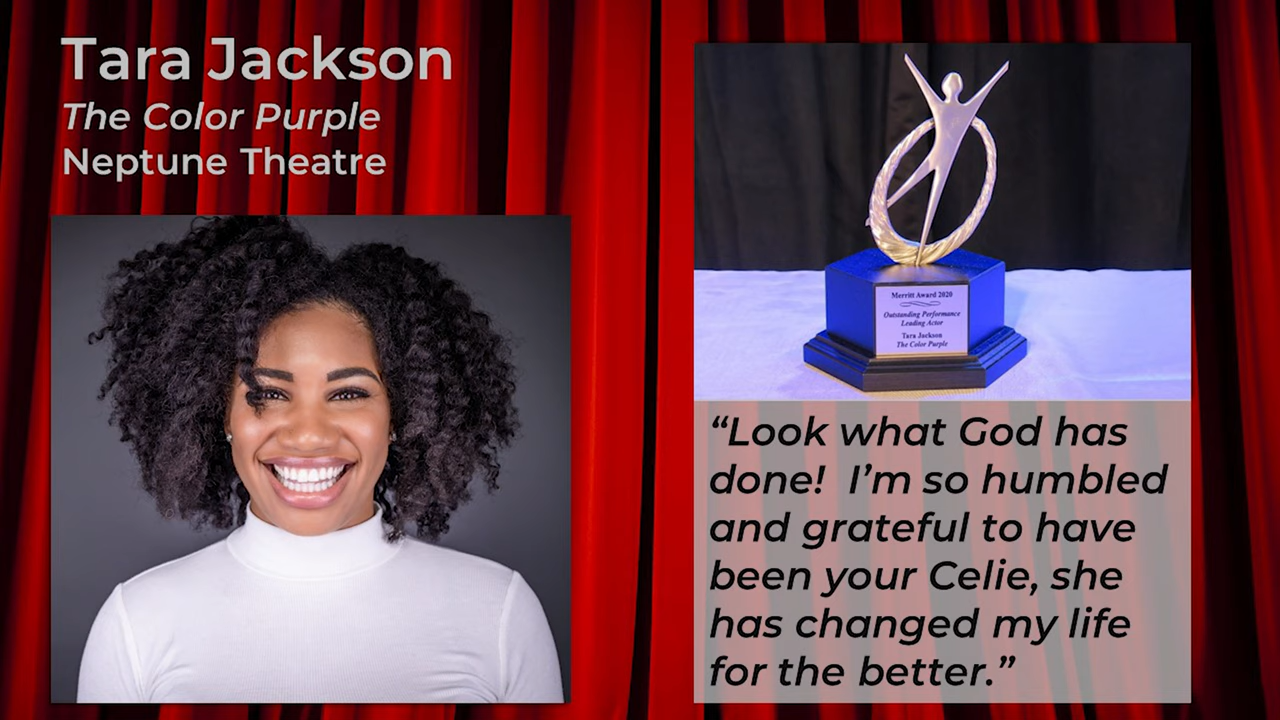 Tara Jackson
The Color Purple
Neptune Theatre
Merritt Award 2020
Outstanding Performance
Leading Actor
Tara Jackson
The Color Purple
“Look what God has
done!  I’m so humbled
and grateful to have
been your Celie, she
has changed my life
for the better.”